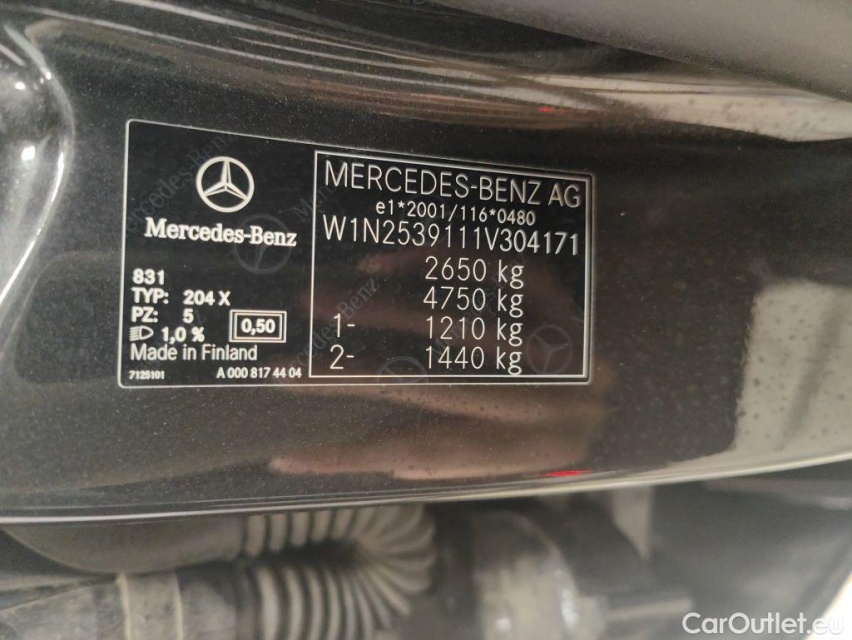 Mercedes-Benz
831
TYP: 204 X
PZ: 5
1,0 % 0,50
Made in Finland
7125101 A 000 817 44 04
MERCEDES-BENZ AG
e1*2001/116*0480
W1N2539111V304171
2650 kg
4750 kg
1- 1210 kg
2- 1440 kg
CarOutlet.eu